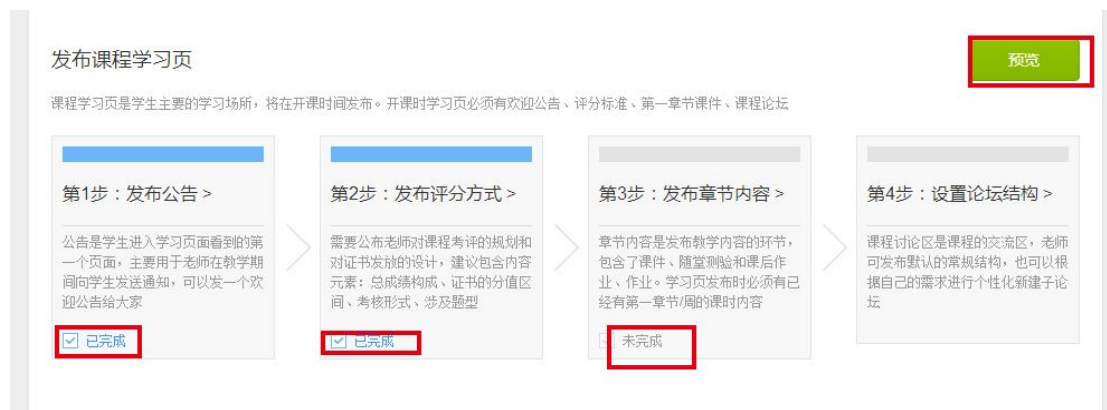 发布课程学习页
预览
课程学习页是学生主要的学习场所，将在开课时间发布。开课时学习页必须有欢迎公告、评分标准、第一章节课件、课程论坛
第1步：发布公告 >
公告是学生进入学习页面看到的第
一个页面，主要用于老师在教学期
间向学生发送通知，可以发一个欢
迎公告给大家
已完成
第2步：发布评分方式 >
需要公布老师对课程考评的规划和
对证书发放的设计，建议包含内容
元素：总成绩构成、证书的分值区
间、考核形式、涉及题型
已完成
第3步：发布章节内容 >
章节内容是发布教学内容的环节，
包含了课件、随堂测验和课后作
业、作业。学习页发布时必须有已
经有第一章节/周的课时内容
未完成
第4步：设置论坛结构 >
课程讨论区是课程的交流区，老师
可发布默认的常规结构，也可以根
据自己的需求进行个性化新建子论
坛